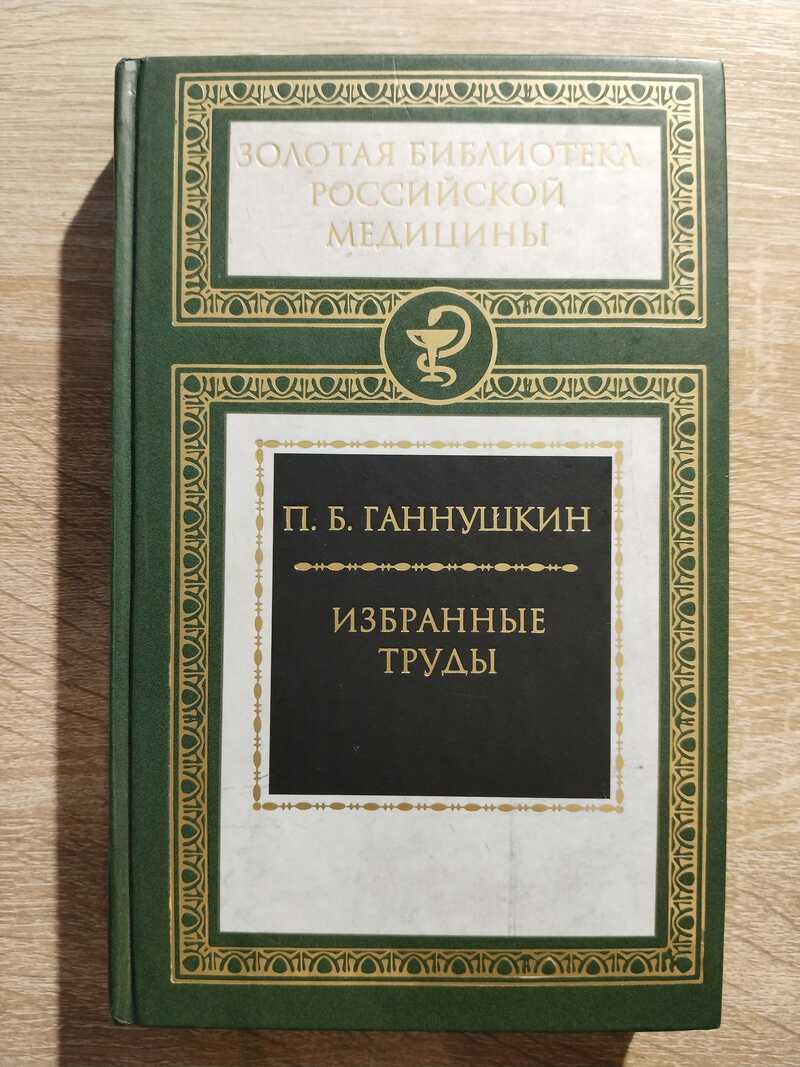 ЗОЛОТАЯ БИБЛИОТЕКА
РОССИЙСКОЙ
МЕДИЦИНЫ
П. Б. ГАННУШКИН
ИЗБРАННЫЕ
ТРУДЫ